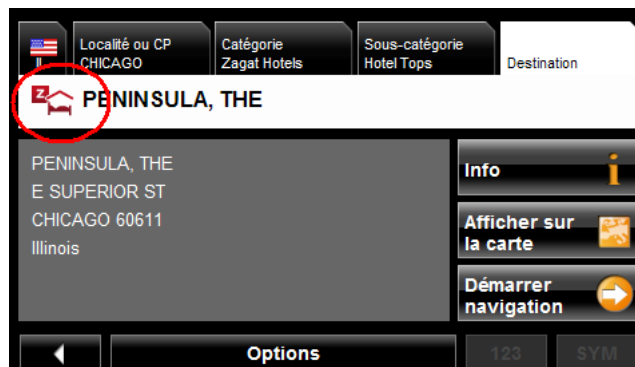 IL
Localité ou CP
CHICAGO
Catégorie
Zagat Hotels
Sous-catégorie
Hotel Tops
Destination
Z
PENINSULA, THE
PENINSULA, THE
E SUPERIOR ST
CHICAGO 60611
Illinois
Info
i
Afficher sur
la carte
Démarrer
navigation
Options
123
SYM